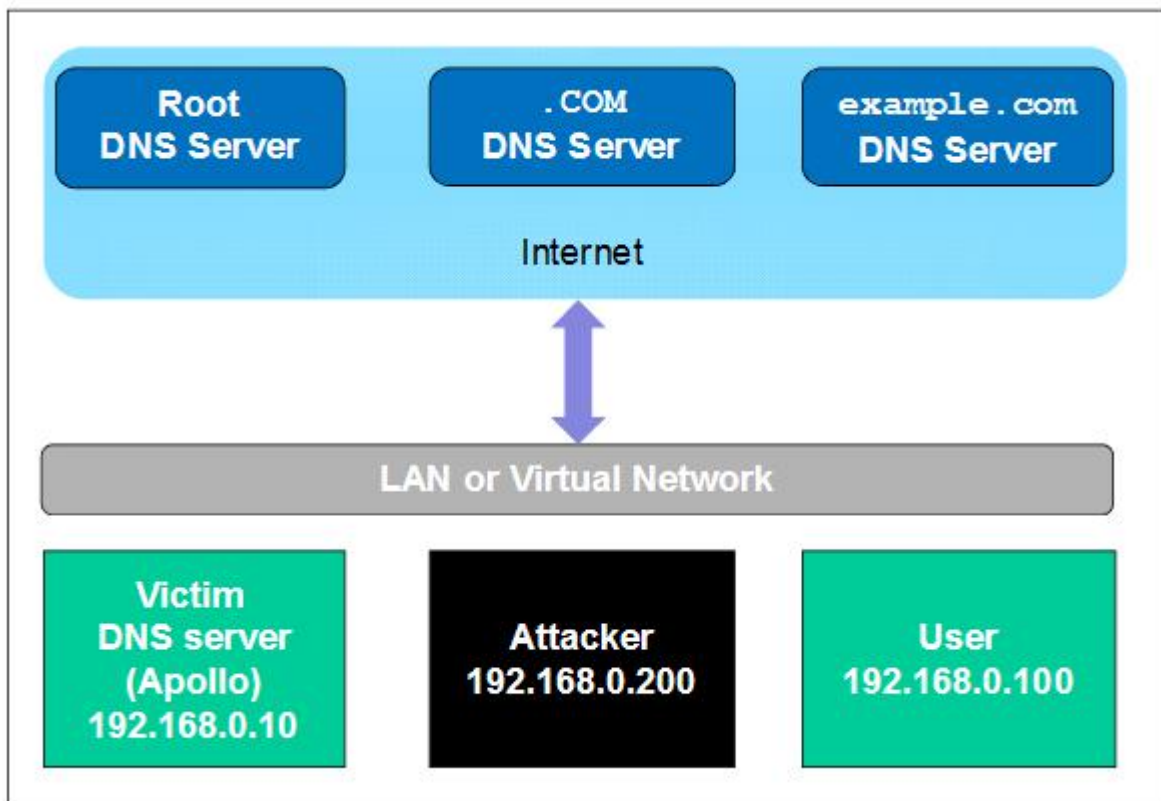 Root
DNS Server
.COM
DNS Server
example.com
DNS Server
Internet
LAN or Virtual Network
Victim
DNS server
(Apollo)
192.168.0.10
Attacker
192.168.0.200
User
192.168.0.100